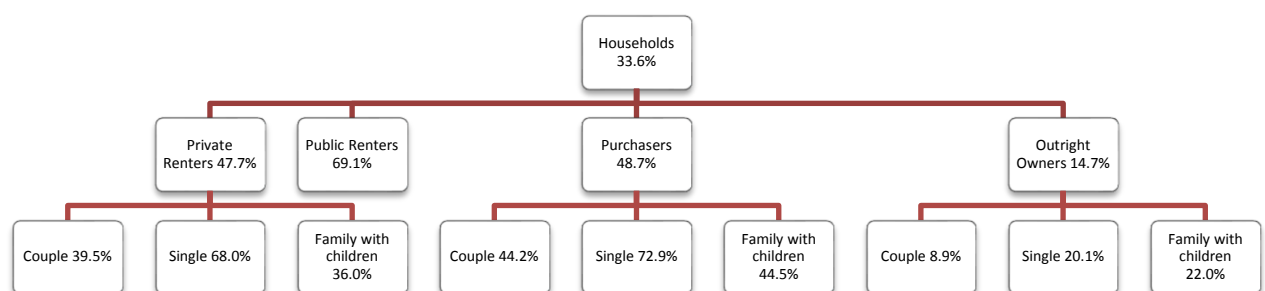 Households
33.6%
Private
Renters 47.7%
Public Renters
69.1%
Purchasers
48.7%
Outright
Owners 14.7%
Couple 39.5%
Single 68.0%
Family with
children
36.0%
Couple 44.2%
Single 72.9%
Family with
children
44.5%
Couple 8.9%
Single 20.1%
Family with
children
22.0%